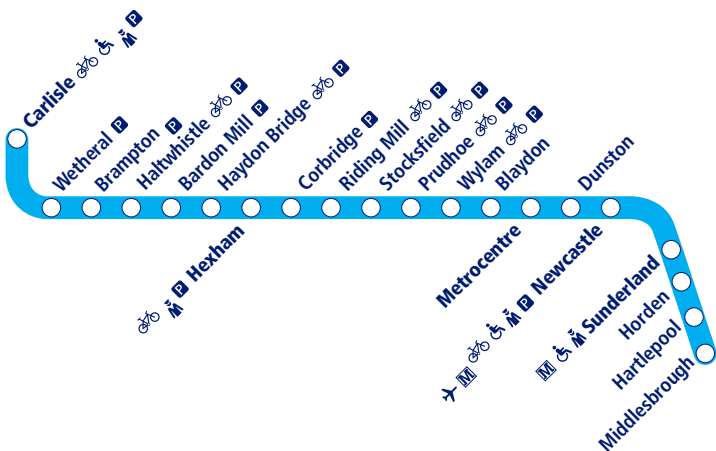 Carlisle P
Wetheral P
Brampton P
Haltwhistle P
Bardon Mill P
Haydon Bridge P
Hexham P
Corbridge P
Riding Mill P
Stocksfield P
Prudhoe P
Wylam P
Blaydon
Metrocentre
Dunston
Newcastle P M
Sunderland M
Horden
Hartlepool
Middlesbrough